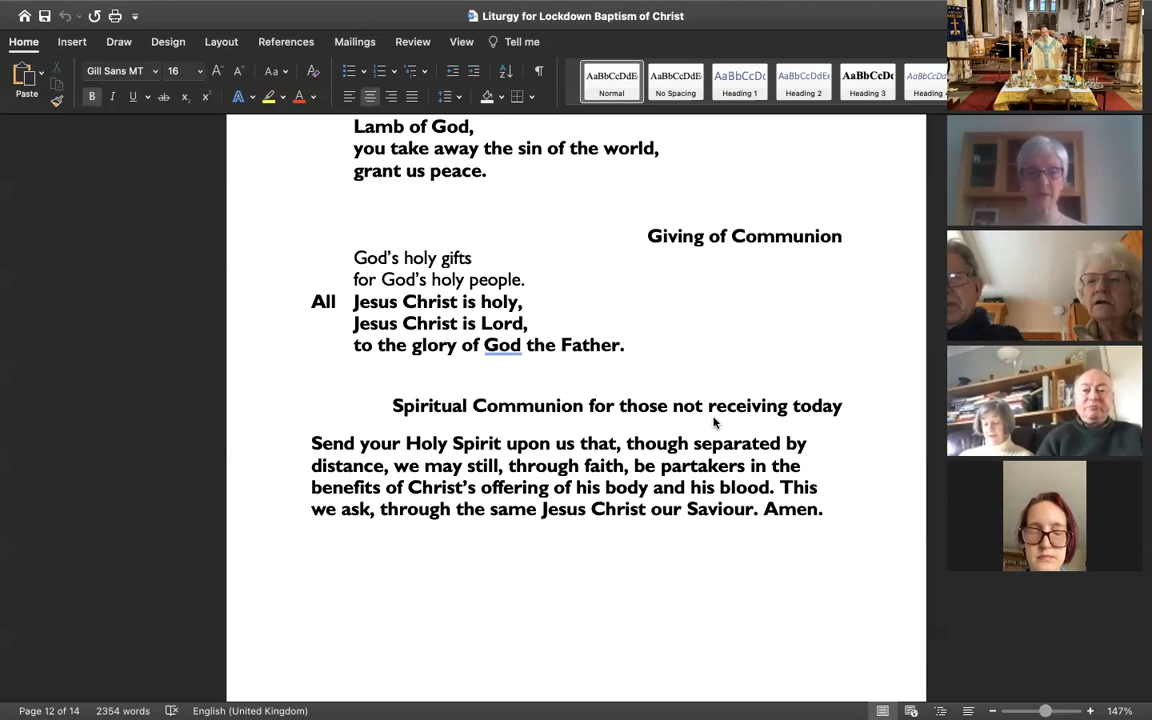 Liturgy for Lockdown Baptism of Christ
Home Insert Draw Design Layout References Mailings Review View Tell me
Paste Gill Sans MT 16
AaBbCcDdE AaBbCcDdE AaBbCcDc AaBbCcDdEe AaBbCcDc AaBbCcDdE
Normal No Spacing Heading 1 Heading 2 Heading 3 Heading 4
Lamb of God,
you take away the sin of the world,
grant us peace.
Giving of Communion
God's holy gifts
for God's holy people.
All Jesus Christ is holy,
Jesus Christ is Lord,
to the glory of God the Father.
Spiritual Communion for those not receiving today
Send your Holy Spirit upon us that, though separated by
distance, we may still, through faith, be partakers in the
benefits of Christ's offering of his body and his blood. This
we ask, through the same Jesus Christ our Saviour. Amen.
Page 12 of 14 2354 words English (United Kingdom) 147%